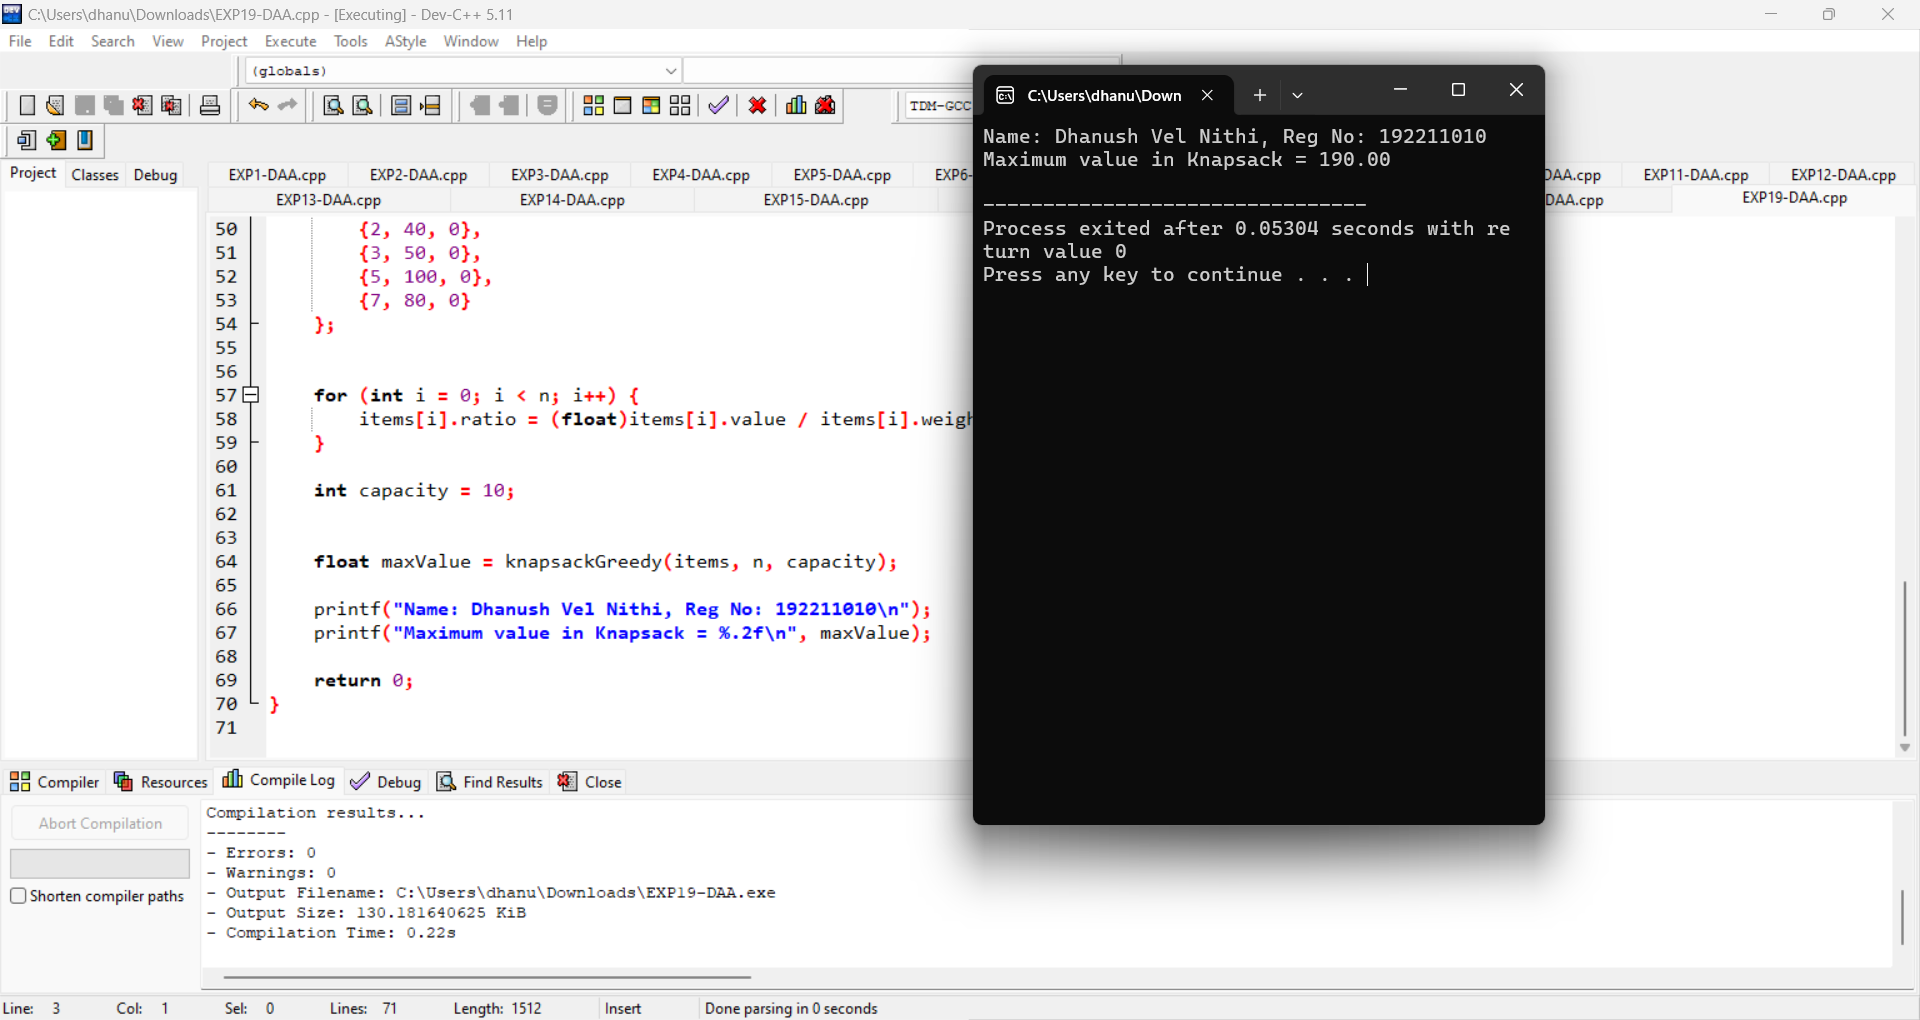 C:\Users\dhanu\Downloads\EXP19-DAA.cpp - [Executing] - Dev-C++ 5.11
File Edit Search View Project Execute Tools AStyle Window Help
(globals)
TDM-GCC
Project Classes Debug
EXP1-DAA.cpp EXP2-DAA.cpp EXP3-DAA.cpp EXP4-DAA.cpp EXP5-DAA.cpp EXP6- DAA.cpp EXP11-DAA.cpp EXP12-DAA.cpp
EXP13-DAA.cpp EXP14-DAA.cpp EXP15-DAA.cpp DAA.cpp EXP19-DAA.cpp
50 {2, 40, 0},
51 {3, 50, 0},
52 {5, 100, 0},
53 {7, 80, 0}
54 };
55
56
57 for (int i = 0; i < n; i++) {
58 items[i].ratio = (float)items[i].value / items[i].weigh
59 }
60
61 int capacity = 10;
62
63
64 float maxValue = knapsackGreedy(items, n, capacity);
65
66 printf("Name: Dhanush Vel Nithi, Reg No: 192211010\n");
67 printf("Maximum value in Knapsack = %.2f\n", maxValue);
68
69 return 0;
70 }
71
C:\Users\dhanu\Down
Name: Dhanush Vel Nithi, Reg No: 192211010
Maximum value in Knapsack = 190.00
--------------------------------
Process exited after 0.05304 seconds with re
turn value 0
Press any key to continue . . .
Compiler Resources Compile Log Debug Find Results Close
Abort Compilation
Shorten compiler paths
Compilation results...
--------
- Errors: 0
- Warnings: 0
- Output Filename: C:\Users\dhanu\Downloads\EXP19-DAA.exe
- Output Size: 130.181640625 KiB
- Compilation Time: 0.22s
Line: 3 Col: 1 Sel: 0 Lines: 71 Length: 1512 Insert Done parsing in 0 seconds